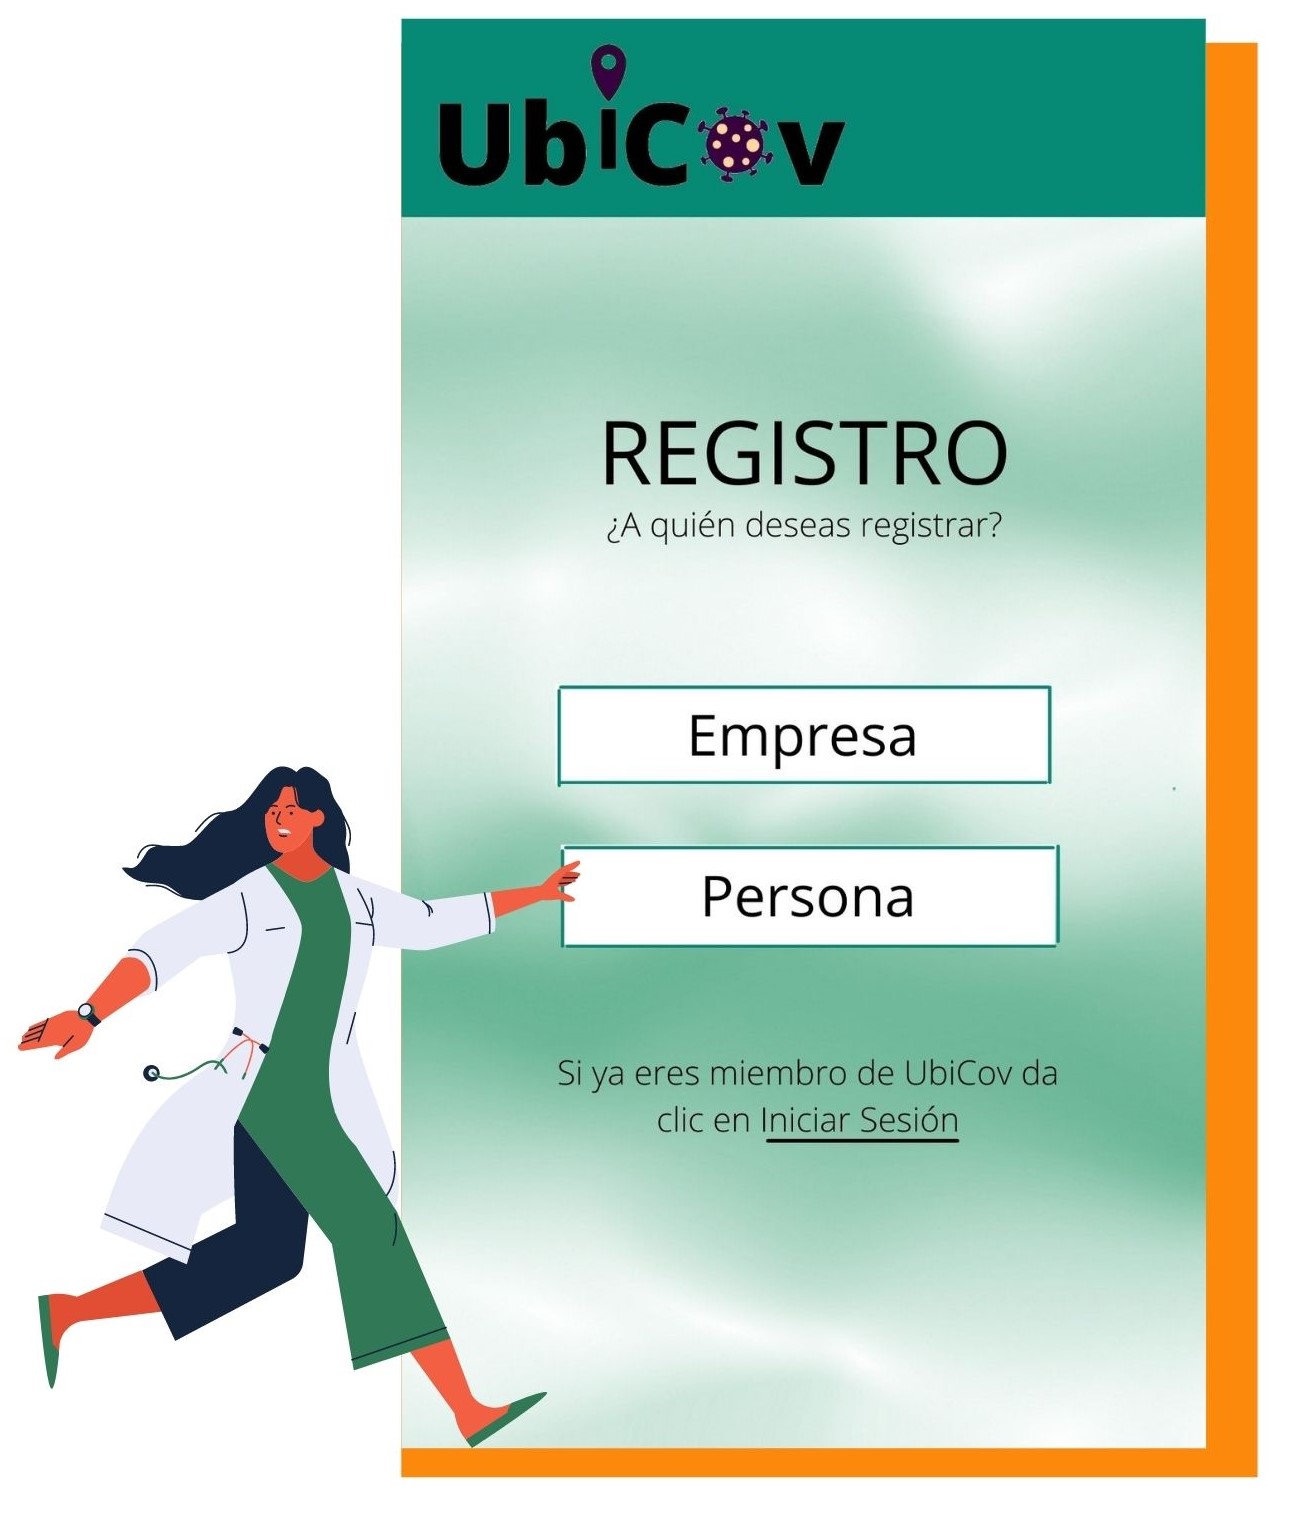 UbiCov
REGISTRO
¿A quién deseas registrar?
Empresa
Persona
Si ya eres miembro de UbiCov da
clic en Iniciar Sesión